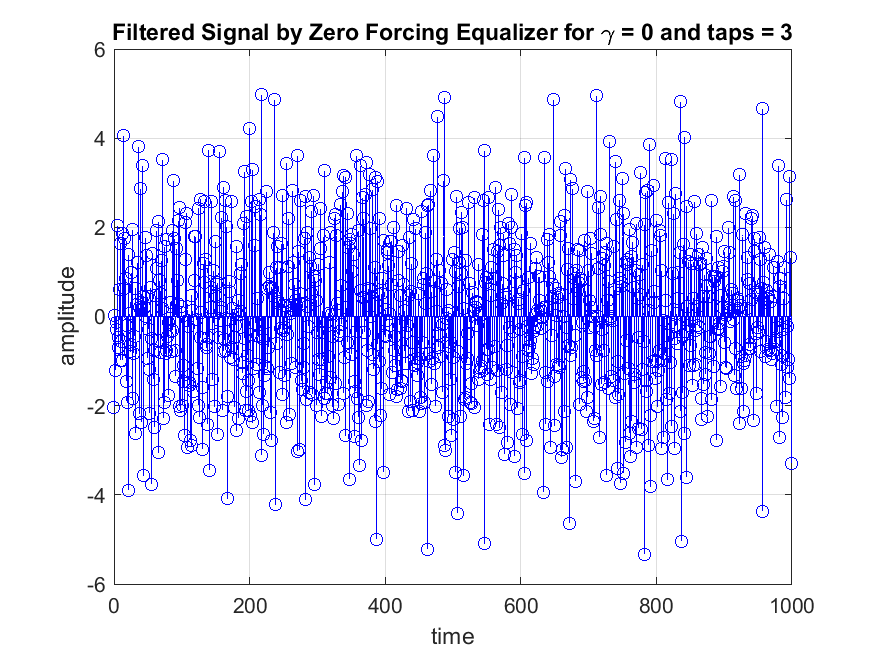 Filtered Signal by Zero Forcing Equalizer for γ = 0 and taps = 3
6
4
2
0
-2
-4
-6
amplitude
0 200 400 600 800 1000
time